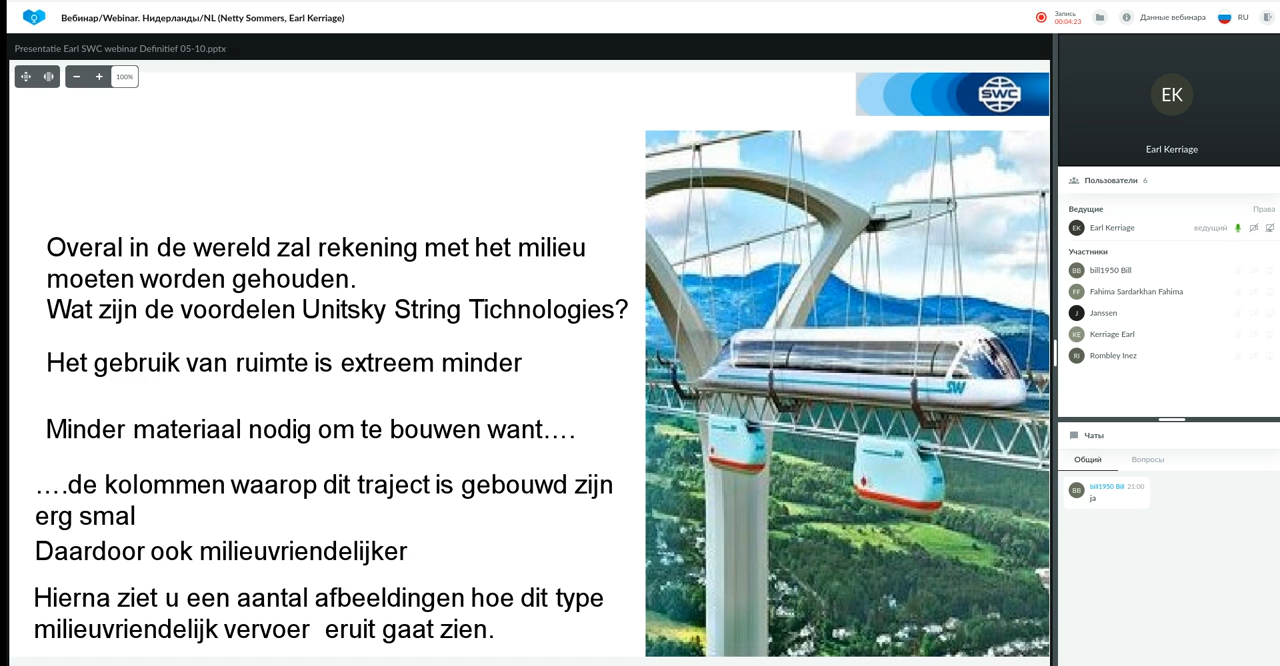 Вебинар/Webinar. Нидерланды/NL (Netty Sommers, Earl Kerriage)
Запись
00:04:23
Данные вебинара
RU
Presentatie Earl SWC webinar Definitief 05-10.pptx
100%
SWC
Overal in de wereld zal rekening met het milieu
moeten worden gehouden.
Wat zijn de voordelen Unitsky String Tichnologies?
Het gebruik van ruimte is extreem minder
Minder materiaal nodig om te bouwen want….
….de kolommen waarop dit traject is gebouwd zijn
erg smal
Daardoor ook milieuvriendelijker
Hierna ziet u een aantal afbeeldingen hoe dit type
milieuvriendelijk vervoer eruit gaat zien.
SW
EK
Earl Kerriage
Пользователи 6
Ведущие Права
EK Earl Kerriage ведущий
Участники
BB bill1950 Bill
FF Fahima Sardarkhan Fahima
J Janssen
KE Kerriage Earl
RI Rombley Inez
Чаты
Общий Вопросы
BB bill1950 Bill 21:00
ja